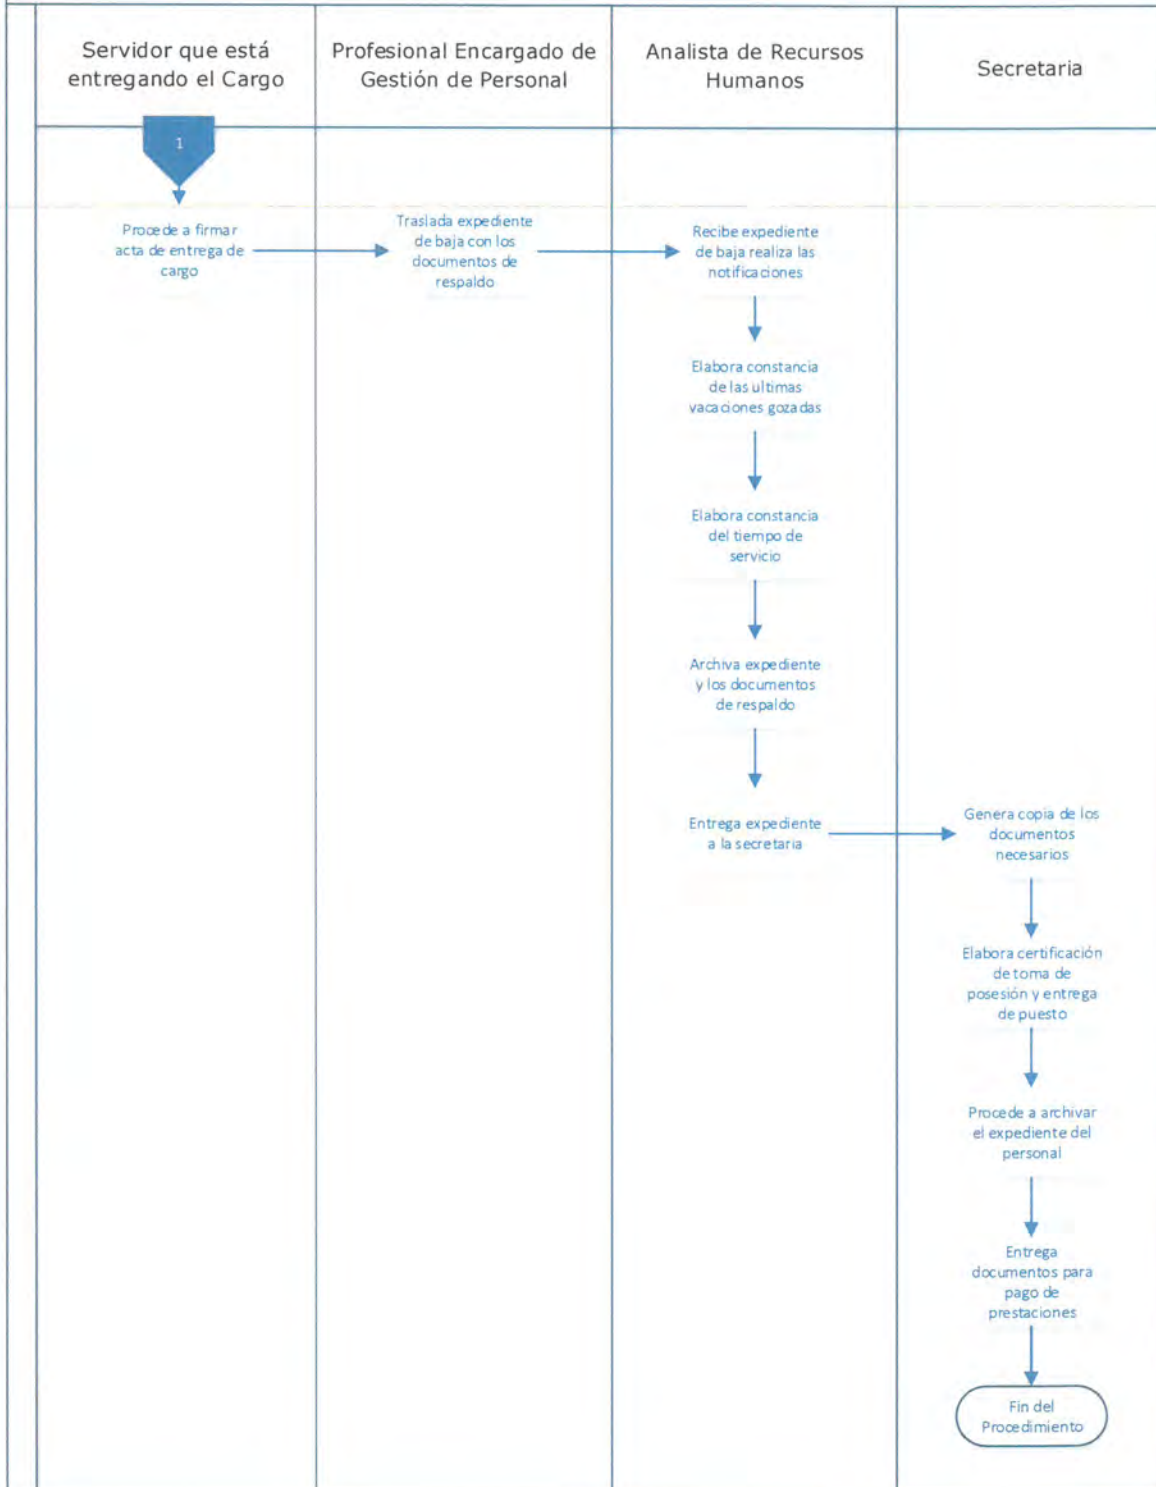 Servidor que está
entregando el Cargo
Profesional Encargado de
Gestión de Personal
Analista de Recursos
Humanos
Secretaria
1
Procede a firmar
acta de entrega de
cargo
Traslada expediente
de baja con los
documentos de
respaldo
Recibe expediente
de baja realiza las
notificaciones
Elabora constancia
de las ultimas
vacaciones gozadas
Elabora constancia
del tiempo de
servicio
Archiva expediente
y los documentos
de respaldo
Entrega expediente
a la secretaria
Genera copia de los
documentos
necesarios
Elabora certificación
de toma de
posesión y entrega
de puesto
Procede a archivar
el expediente del
personal
Entrega
documentos para
pago de
prestaciones
Fin del
Procedimiento